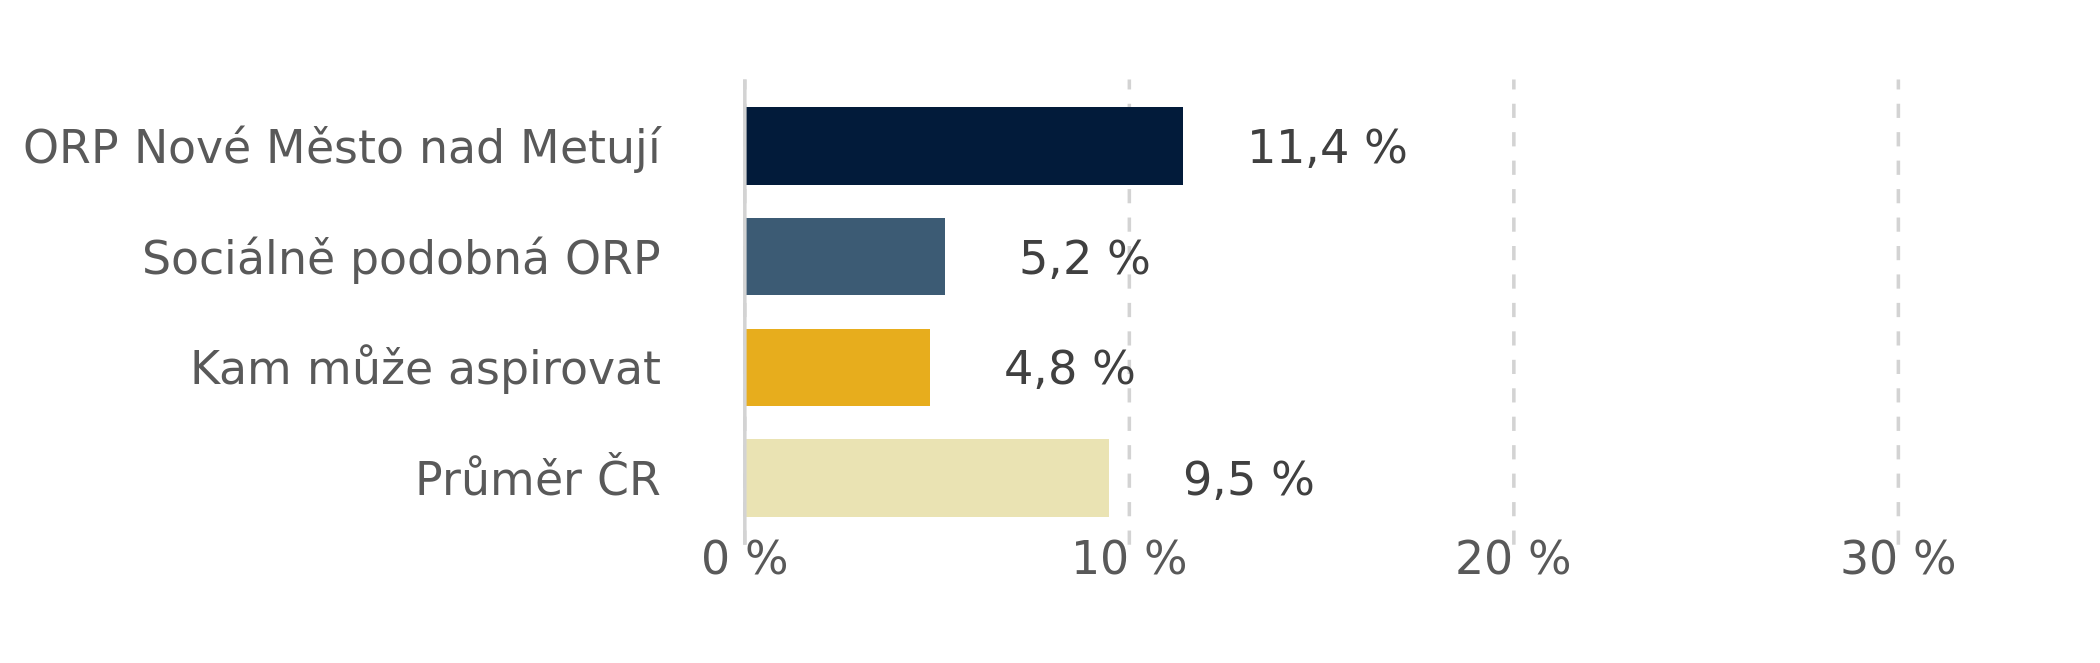 ORP Nové Město nad Metují 11,4 %
Sociálně podobná ORP 5,2 %
Kam může aspirovat 4,8 %
Průměr ČR 9,5 %
0 % 10 % 20 % 30 %